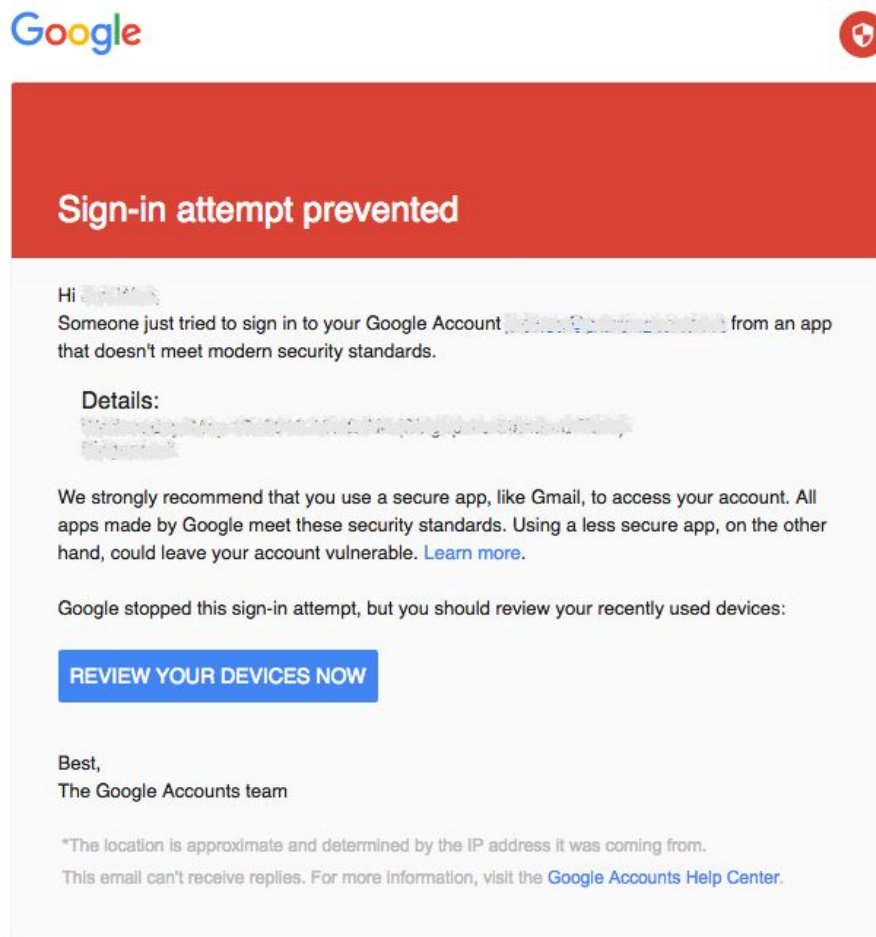 Google
Sign-in attempt prevented
Hi
Someone just tried to sign in to your Google Account from an app
that doesn't meet modern security standards.
Details:
We strongly recommend that you use a secure app, like Gmail, to access your account. All
apps made by Google meet these security standards. Using a less secure app, on the other
hand, could leave your account vulnerable. Learn more.
Google stopped this sign-in attempt, but you should review your recently used devices:
REVIEW YOUR DEVICES NOW
Best,
The Google Accounts team
*The location is approximate and determined by the IP address it was coming from.
This email can't receive replies. For more information, visit the Google Accounts Help Center.